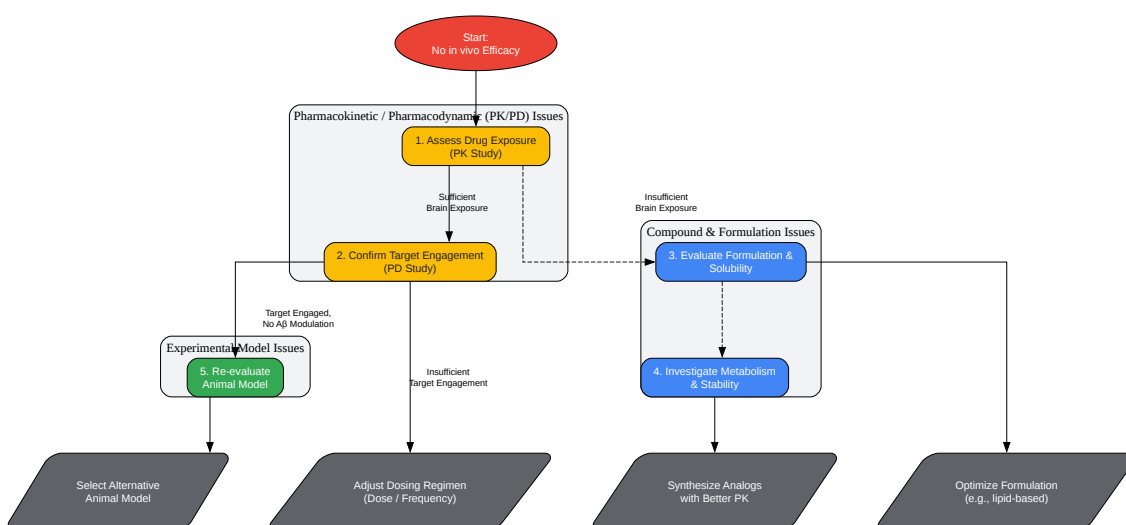 Start:
No in vivo Efficacy
Pharmacokinetic / Pharmacodynamic (PK/PD) Issues
1. Assess Drug Exposure
(PK Study)
Sufficient
Brain Exposure
Insufficient
Brain Exposure
Compound & Formulation Issues
2. Confirm Target Engagement
(PD Study)
3. Evaluate Formulation &
Solubility
Target Engaged,
No Aβ Modulation
Experimental Model Issues
5. Re-evaluate
Animal Model
Insufficient
Target Engagement
4. Investigate Metabolism
& Stability
Select Alternative
Animal Model
Adjust Dosing Regimen
(Dose / Frequency)
Synthesize Analogs
with Better PK
Optimize Formulation
(e.g., lipid-based)